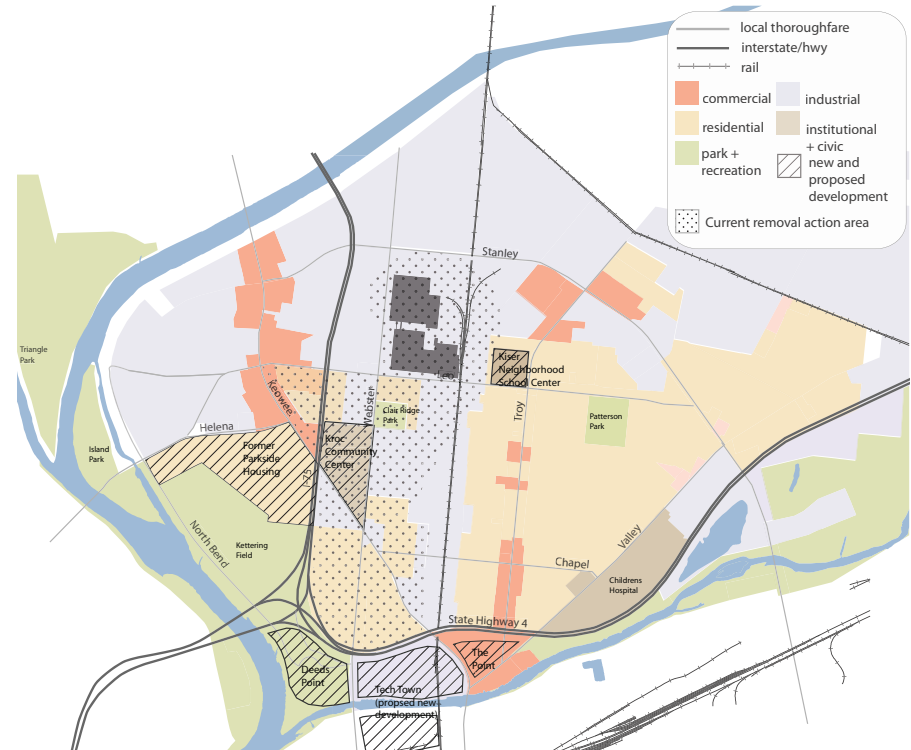 local thoroughfare
interstate/hwy
rail
commercial
industrial
residential
institutional
+ civic
park +
recreation
new and
proposed
development
Current removal action area
Stanley
Triangle
Park
Kiser
Neighborhood
School Center
Leo
Keowee
Webster
Clair Ridge
Park
Troy
Patterson
Park
Helena
Island
Park
Former
Parkside
Housing
Kroc
Community
Center
I-75
North Bend
Kettering
Field
Valley
Chapel
Childrens
Hospital
State Highway 4
Deeds
Point
The
Point
Tech Town
(propsed new
development)